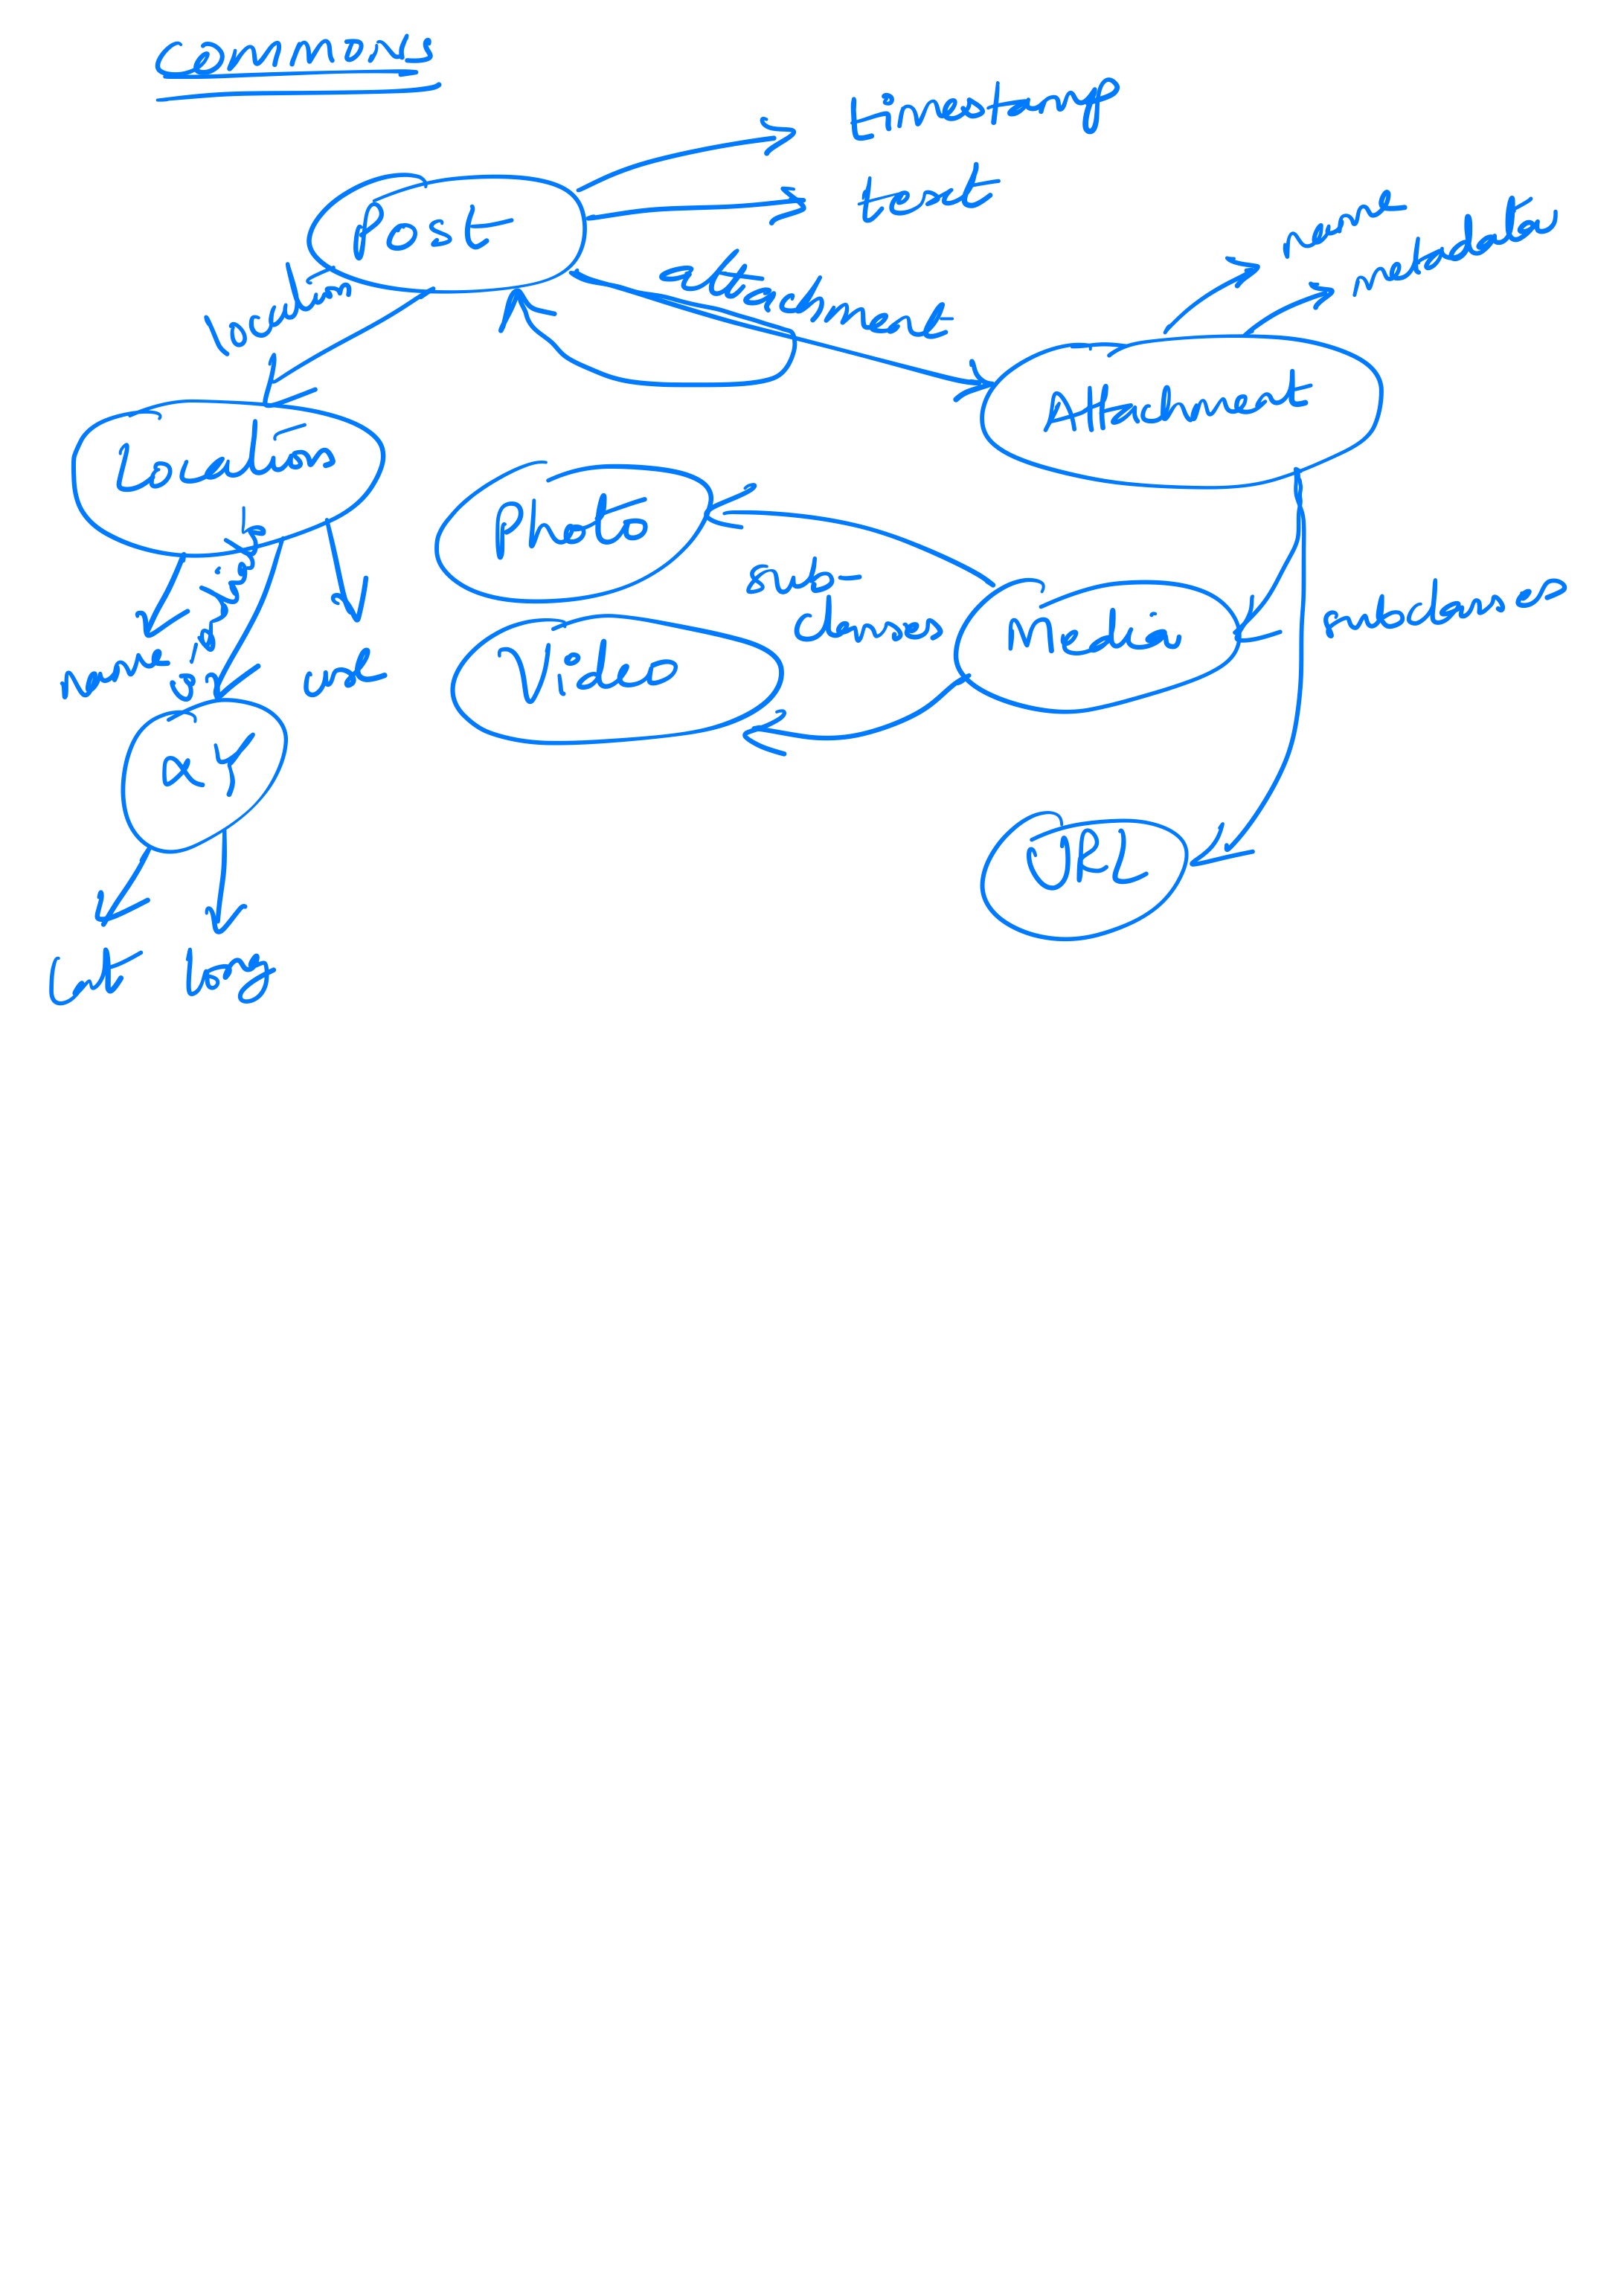 Commons
timestamp
text
Post
name
metadata
attachment
location
Attachment
Location
Photo
sub-
classes
Media
subclasses
Video
name
url
XY
URL
Lat long